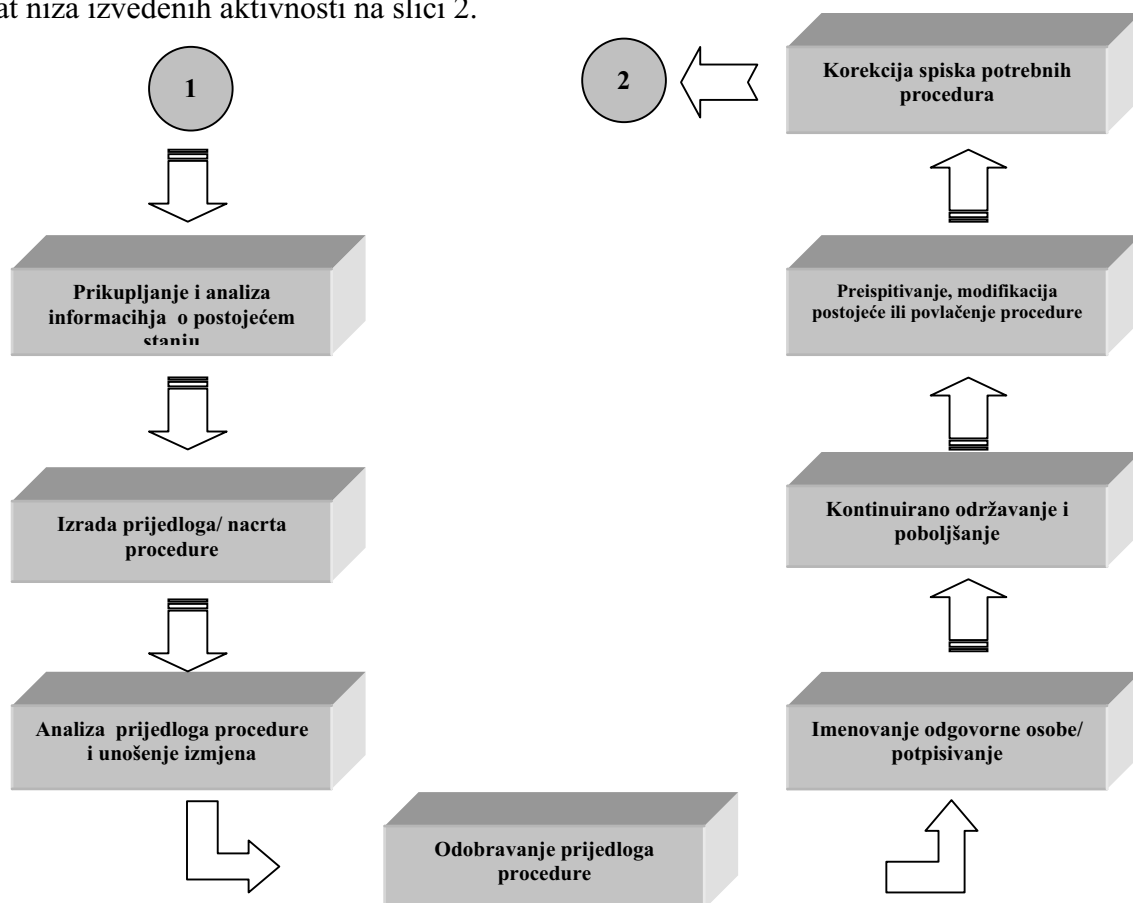 at niza izvedenih aktivnosti na slici 2.
1
Prikupljanje i analiza
informacihja o postojećem
stanju
Izrada prijedloga/ nacrta
procedure
Analiza prijedloga procedure
i unošenje izmjena
Odobravanje prijedloga
procedure
Imenovanje odgovorne osobe/
potpisivanje
Kontinuirano održavanje i
poboljšanje
Preispitivanje, modifikacija
postojeće ili povlačenje procedure
Korekcija spiska potrebnih
procedura
2